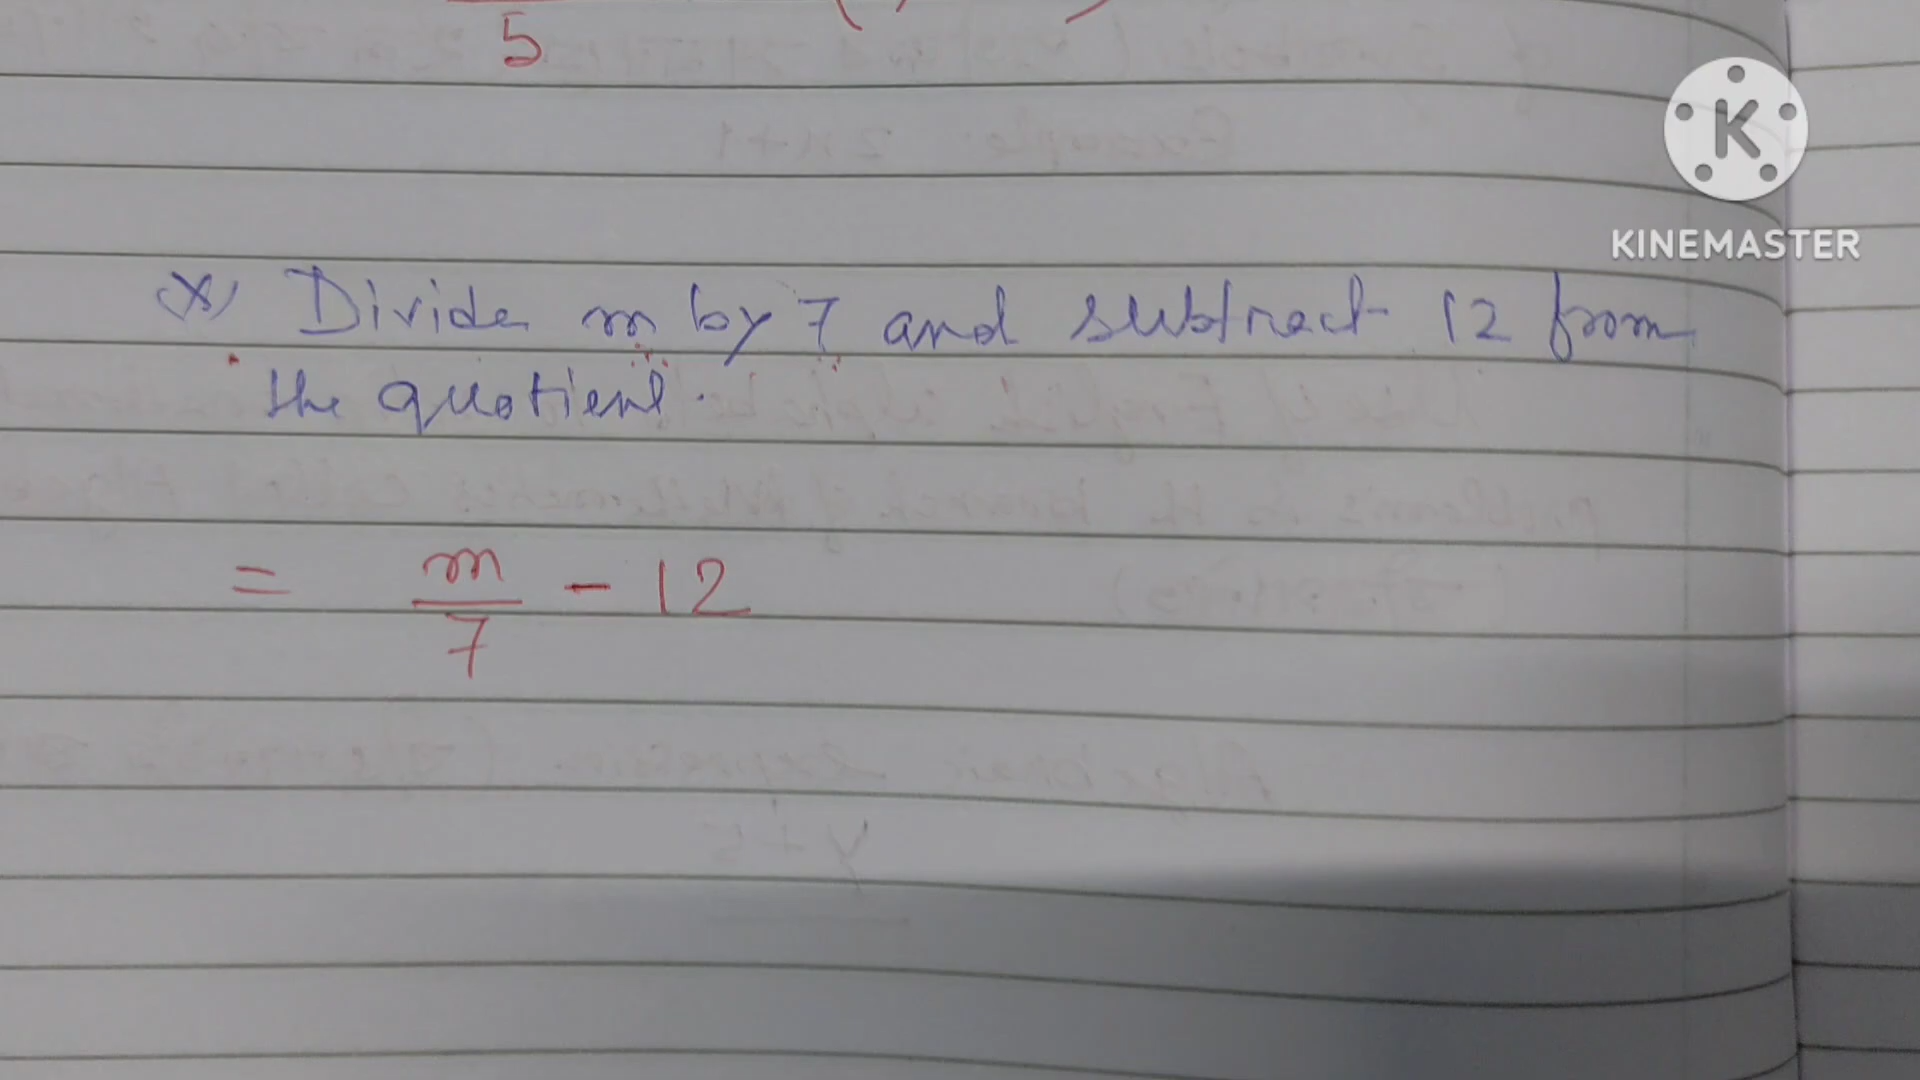 5
K
KINEMASTER
(x) Divide m by 7 and subtract 12 from
the quotient.
= m/7 - 12